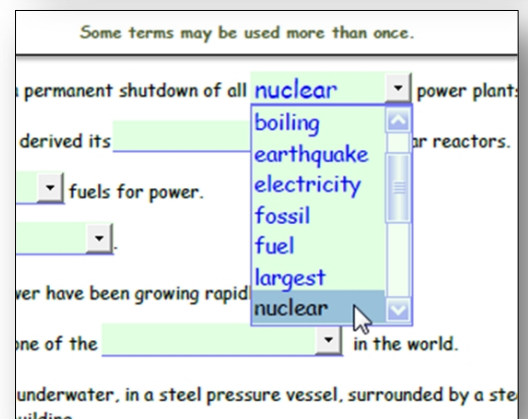 Some terms may be used more than once.
permanent shutdown of all nuclear power plants
derived its boiling ar reactors.
earthquake
electricity
fuels for power. fossil
fuel
. largest
wer have been growing rapidl nuclear
one of the in the world.
underwater, in a steel pressure vessel, surrounded by a ste